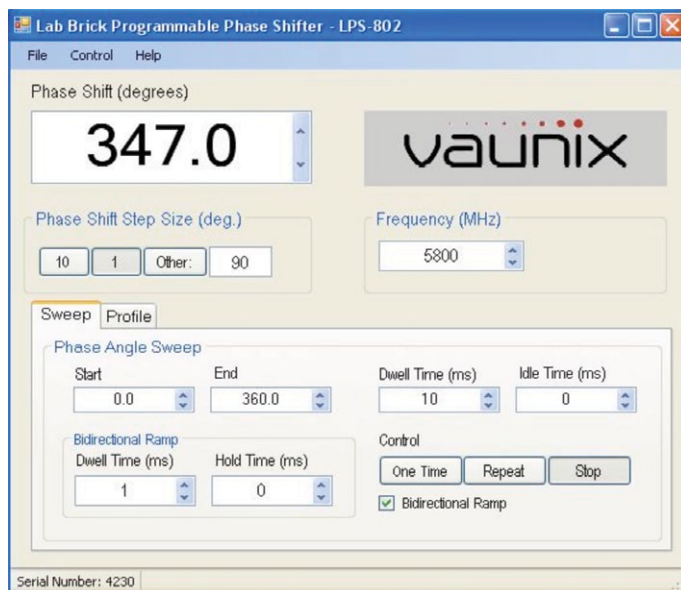 Lab Brick Programmable Phase Shifter - LPS-802
File Control Help
Phase Shift (degrees)
347.0
vaunix
Phase Shift Step Size (deg.)
10 1 Other: 90
Frequency (MHz)
5800
Sweep Profile
Phase Angle Sweep
Start End Dwell Time (ms) Idle Time (ms)
0.0 360.0 10 0
Bidirectional Ramp
Dwell Time (ms) Hold Time (ms)
1 0
Control
One Time Repeat Stop
Bidirectional Ramp
Serial Number: 4230